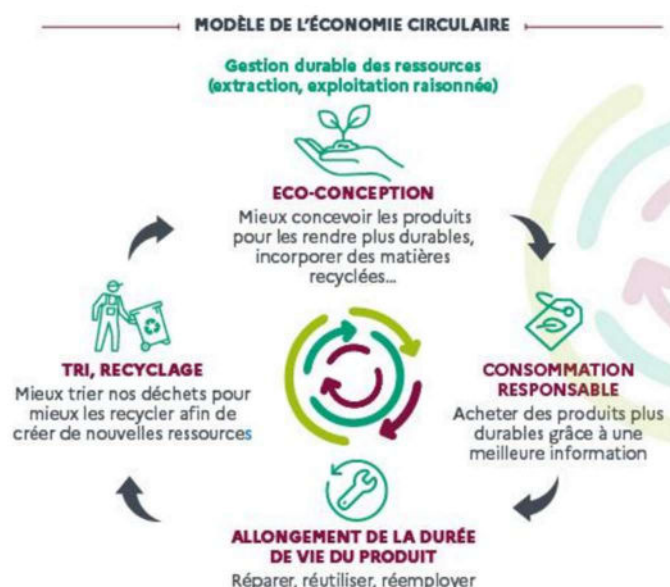 MODÈLE DE L'ÉCONOMIE CIRCULAIRE
Gestion durable des ressources
(extraction, exploitation raisonnée)
ECO-CONCEPTION
Mieux concevoir les produits
pour les rendre plus durables,
incorporer des matières
recyclées...
TRI, RECYCLAGE
Mieux trier nos déchets pour
mieux les recycler afin de
créer de nouvelles ressources
CONSOMMATION
RESPONSABLE
Acheter des produits plus
durables grâce à une
meilleure information
ALLONGEMENT DE LA DURÉE
DE VIE DU PRODUIT
Réparer, réutiliser, réemployer